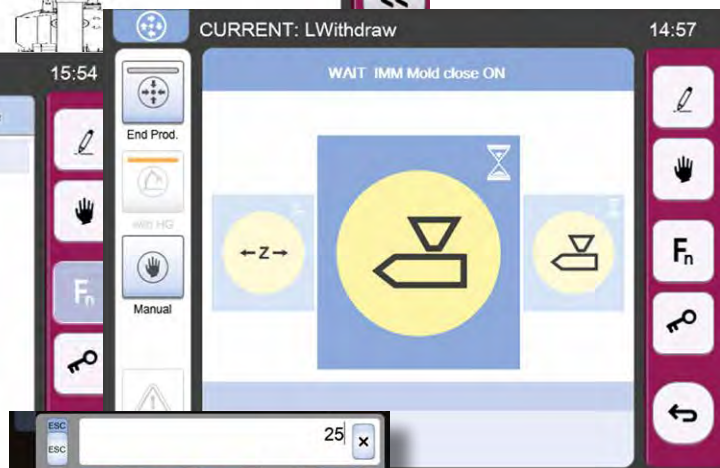 CURRENT: LWithdraw
14:57
15:54
WAIT IMM Mold close ON
End Prod.
with HG
←Z→
Manual
Fn
Fn
ESC
ESC
25
×